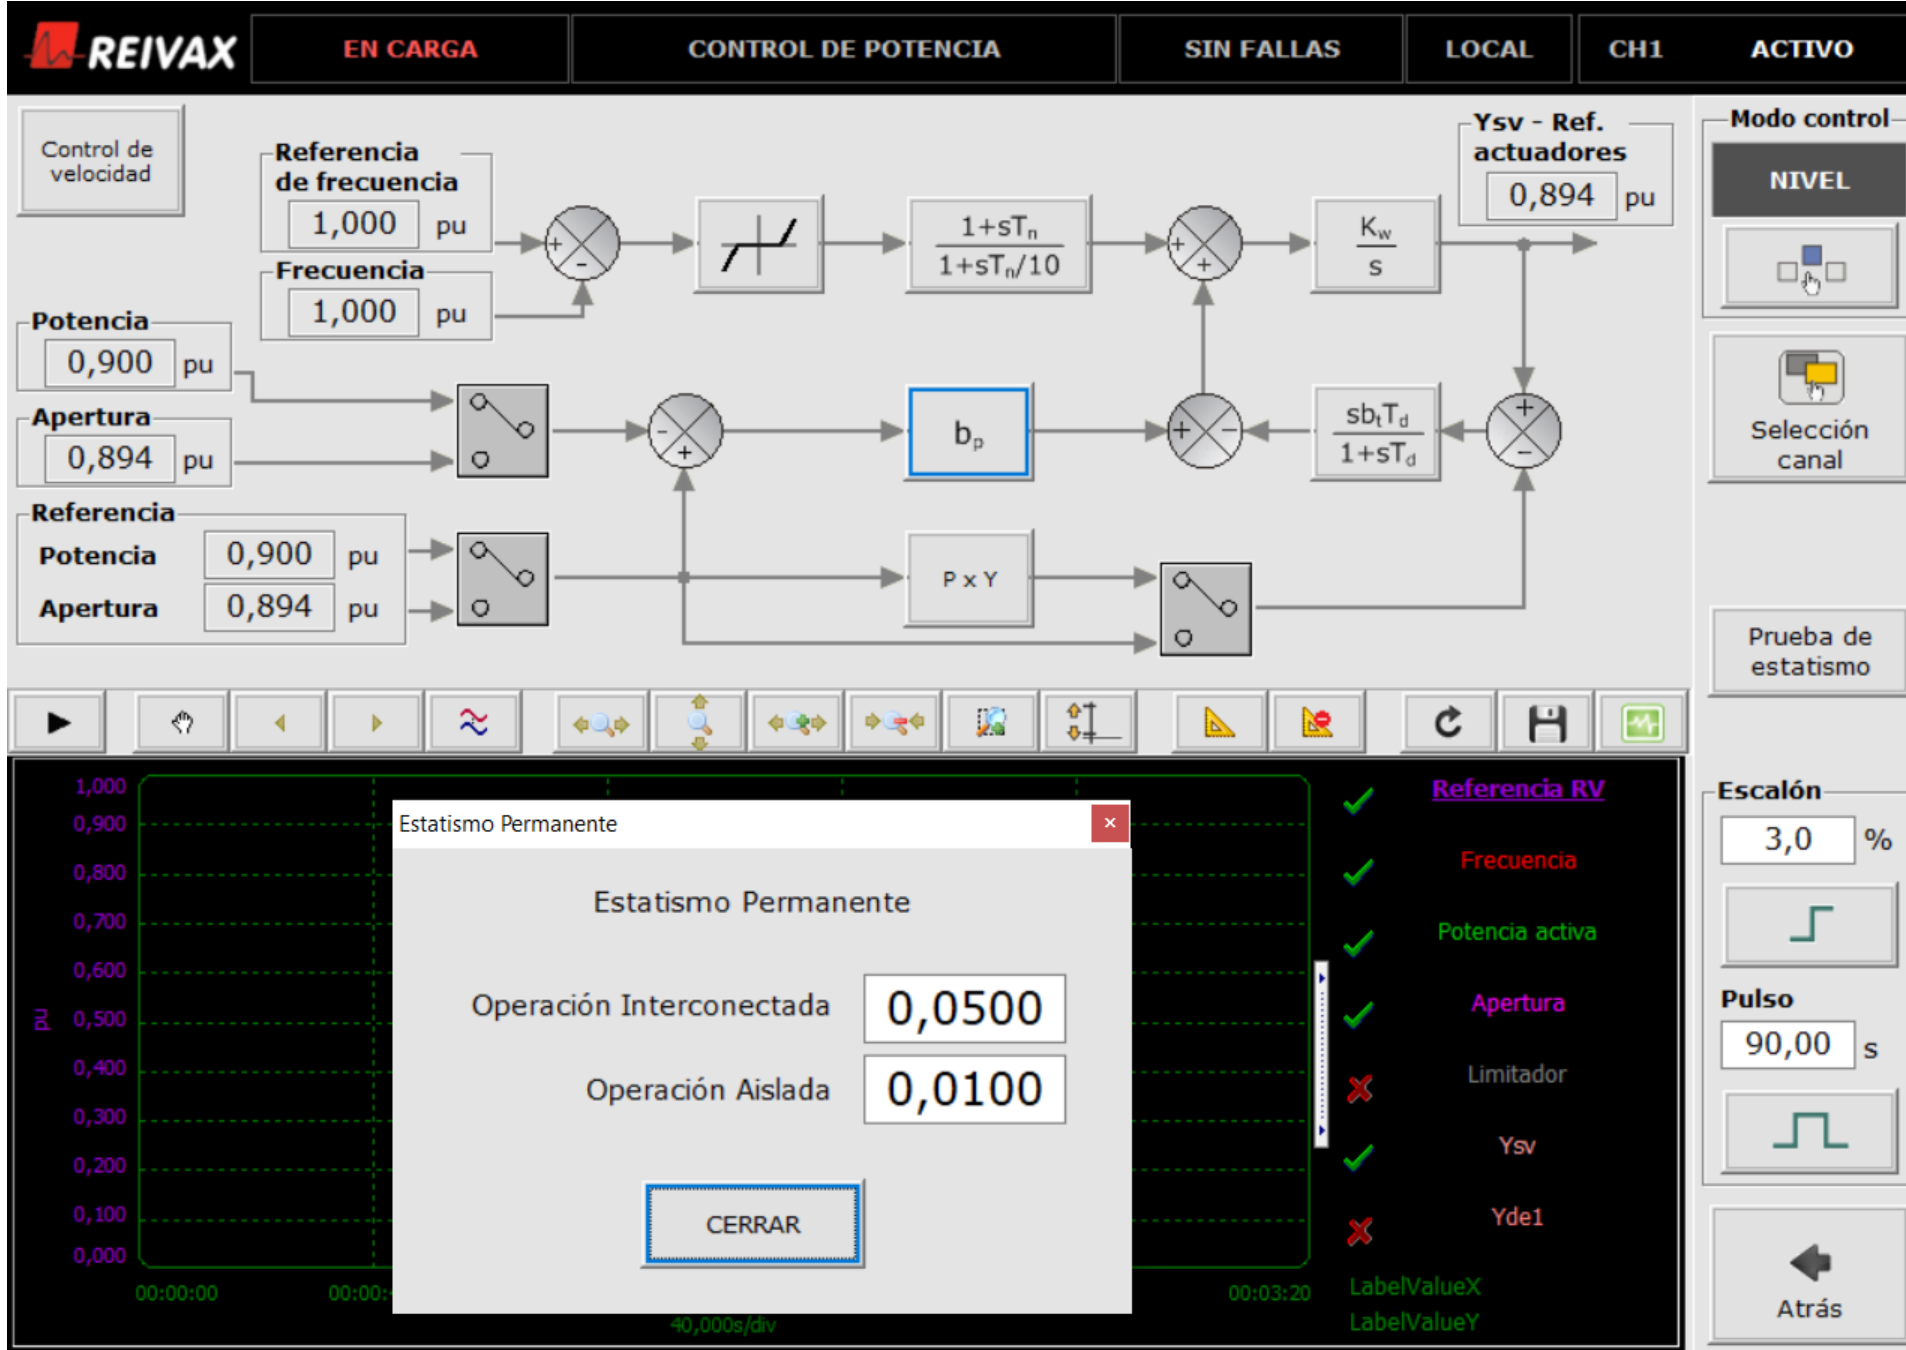 REIVAX
EN CARGA
CONTROL DE POTENCIA
SIN FALLAS
LOCAL
CH1
ACTIVO
Control de
velocidad
Referencia
de frecuencia
1,000 pu
Frecuencia
1,000 pu
Potencia
0,900 pu
Apertura
0,894 pu
Referencia
Potencia 0,900 pu
Apertura 0,894 pu
+
-
1+sTn
1+sTn/10
+
+
Kw
s
Ysv - Ref.
actuadores
0,894 pu
-
+
bp
+ -
sbtTd
1+sTd
+
-
P x Y
Modo control
NIVEL
Selección
canal
Prueba de
estatismo
1,000
0,900
0,800
0,700
0,600
0,500
0,400
0,300
0,200
0,100
0,000
pu
00:00:00
00:00:
00:03:20
40,000s/div
Estatismo Permanente
×
Estatismo Permanente
Operación Interconectada 0,0500
Operación Aislada 0,0100
CERRAR
Referencia RV
Frecuencia
Potencia activa
Apertura
Limitador
Ysv
Yde1
LabelValueX
LabelValueY
Escalón
3,0 %
Pulso
90,00 s
Atrás